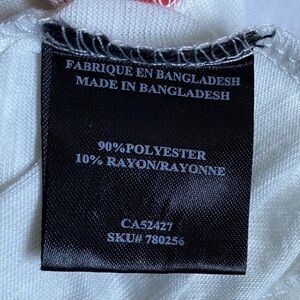 FABRIQUE EN BANGLADESH
MADE IN BANGLADESH
90%POLYESTER
10% RAYON/RAYONNE
CA52427
SKU# 780256